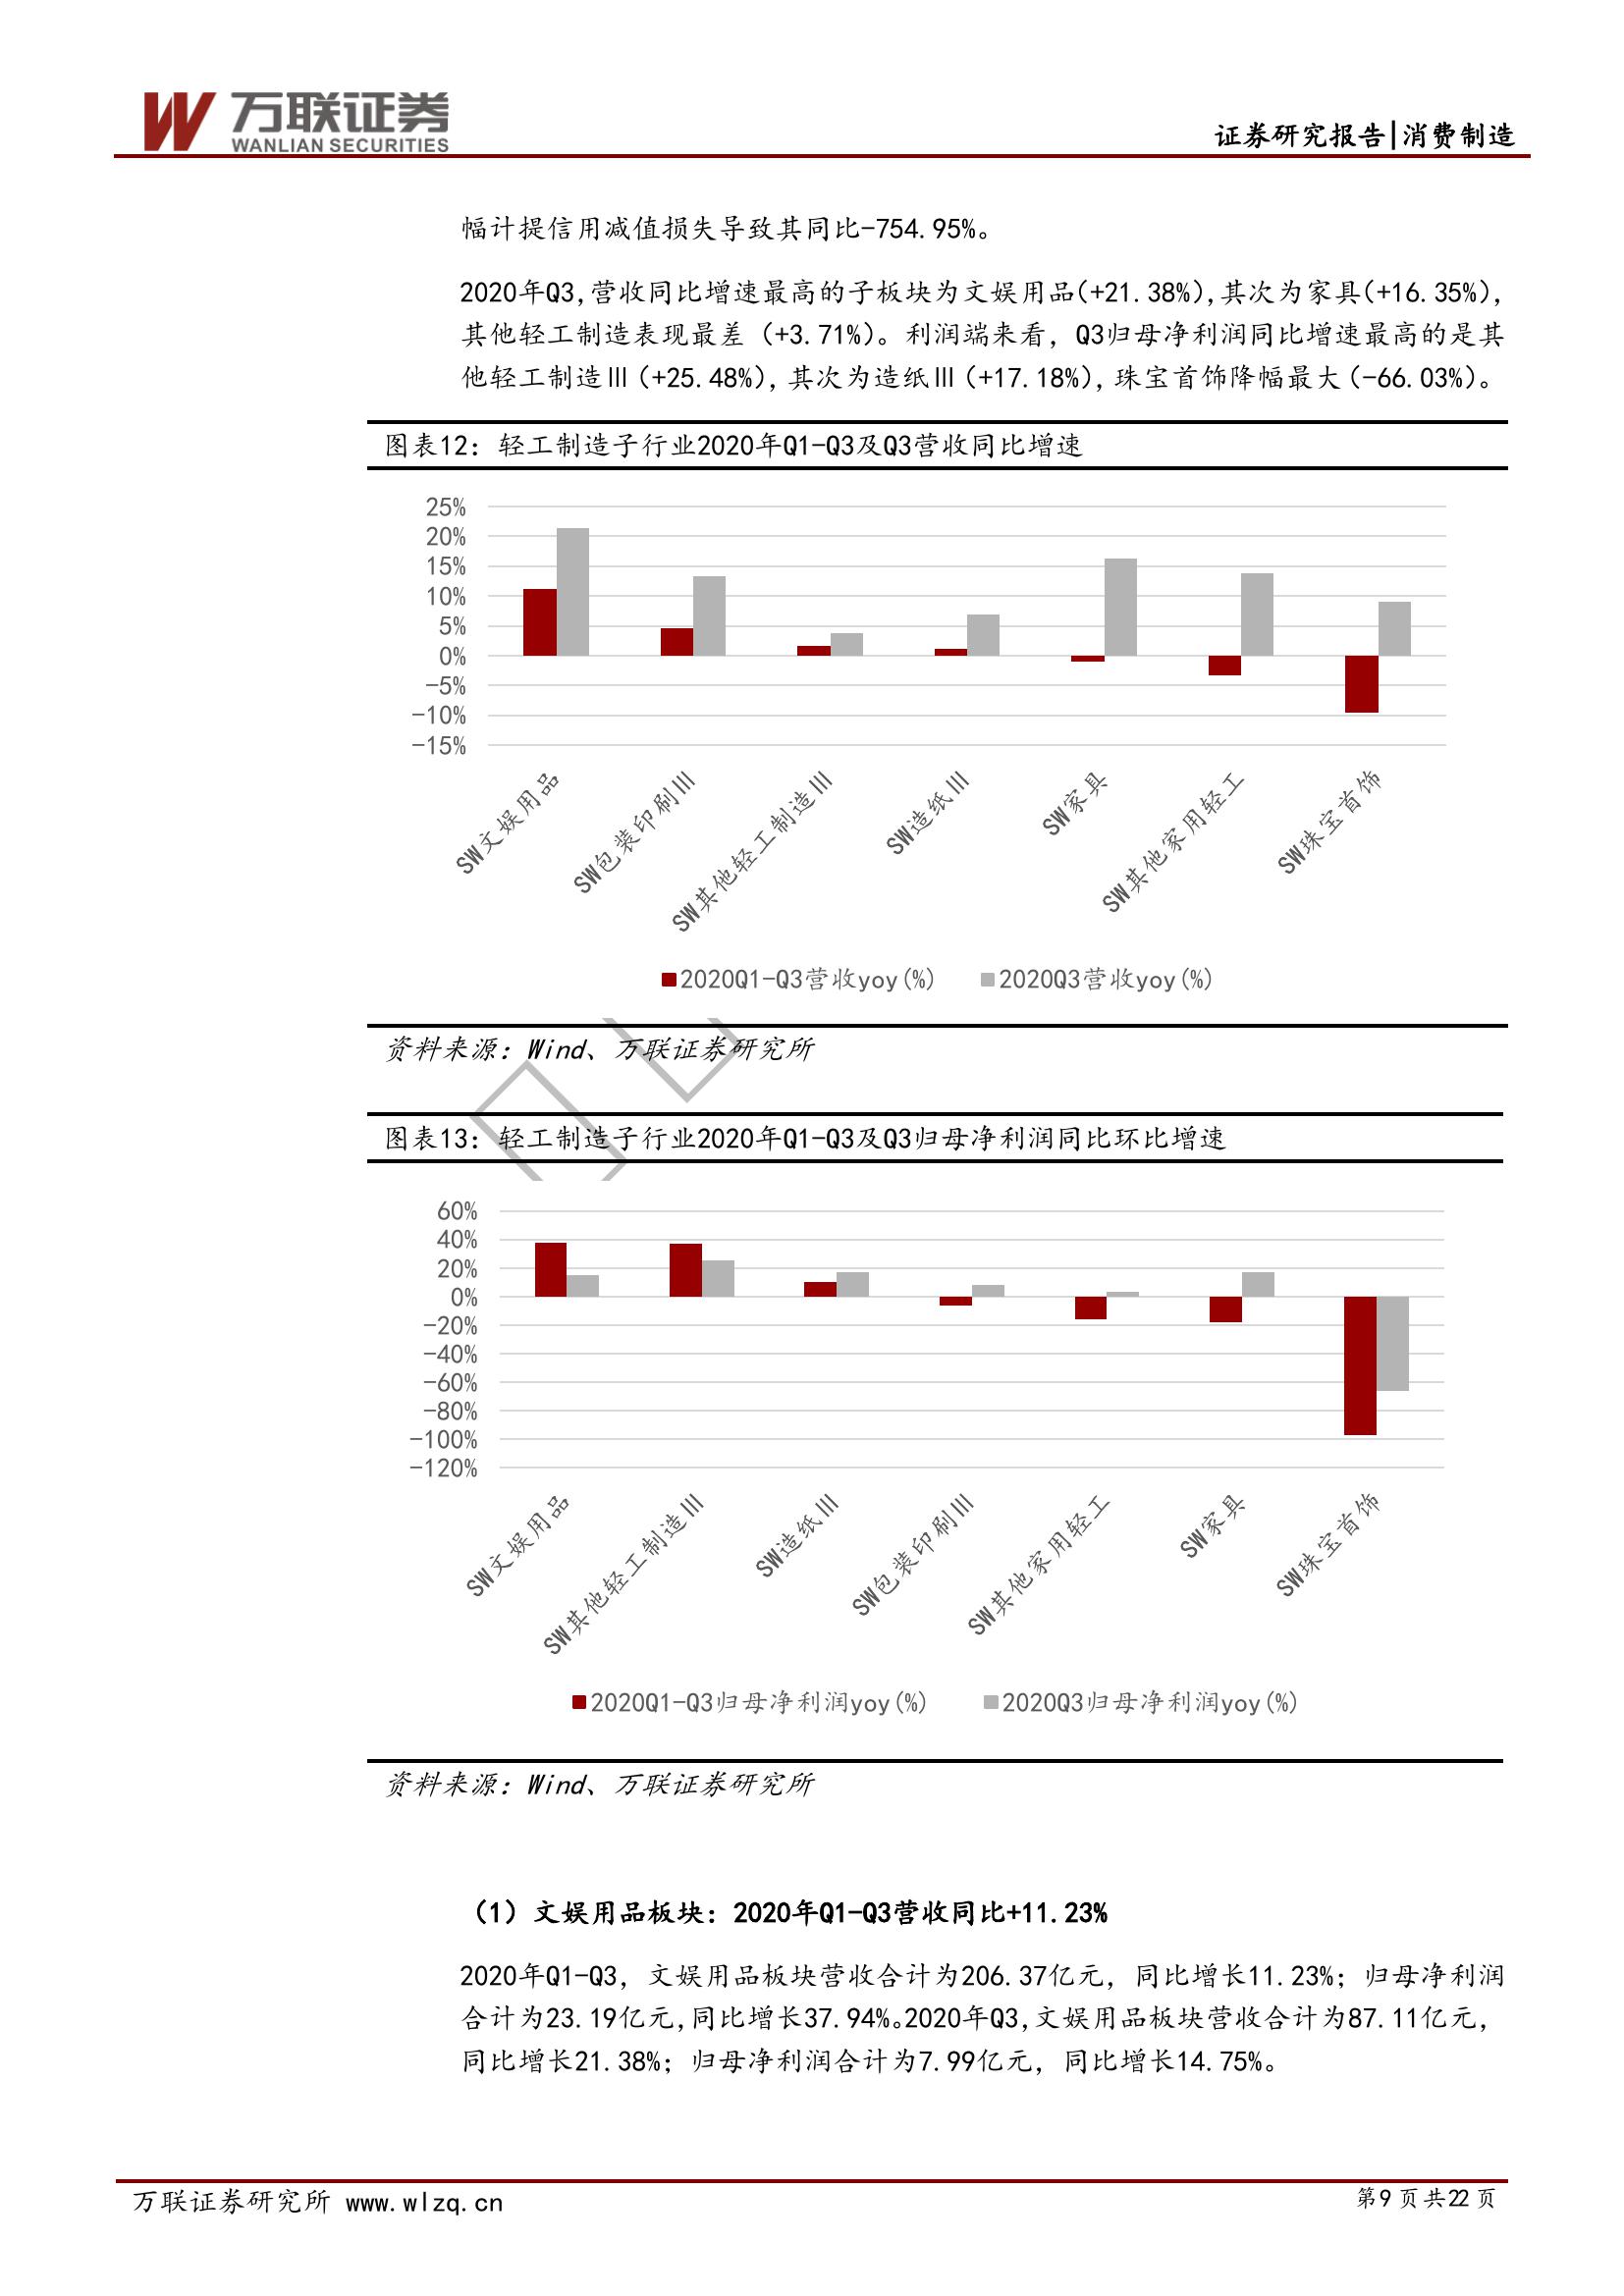 万联证券
WANLIAN SECURITIES
证券研究报告|消费制造
幅计提信用减值损失导致其同比-754.95%。
2020年Q3,营收同比增速最高的子板块为文娱用品(+21.38%),其次为家具(+16.35%),
其他轻工制造表现最差(+3.71%)。利润端来看，Q3归母净利润同比增速最高的是其
他轻工制造Ⅲ(+25.48%),其次为造纸Ⅲ(+17.18%),珠宝首饰降幅最大(-66.03%)。
图表12：轻工制造子行业2020年Q1-Q3及Q3营收同比增速
25%
20%
15%
10%
5%
0%
-5%
-10%
-15%
SW文娱用品
SW包装印刷Ⅲ
SW其他轻工制造Ⅲ
SW造纸Ⅲ
SW家具
SW其他家用轻工
SW珠宝首饰
2020Q1-Q3营收yoy(%)
2020Q3营收yoy(%)
资料来源：Wind、万联证券研究所
图表13：轻工制造子行业2020年Q1-Q3及Q3归母净利润同比环比增速
60%
40%
20%
0%
-20%
-40%
-60%
-80%
-100%
-120%
SW文娱用品
SW其他轻工制造Ⅲ
SW造纸Ⅲ
SW包装印刷Ⅲ
SW其他家用轻工
SW家具
SW珠宝首饰
2020Q1-Q3归母净利润yoy(%)
2020Q3归母净利润yoy(%)
资料来源：Wind、万联证券研究所
（1）文娱用品板块：2020年Q1-Q3营收同比+11.23%
2020年Q1-Q3，文娱用品板块营收合计为206.37亿元，同比增长11.23%；归母净利润
合计为23.19亿元,同比增长37.94%。2020年Q3,文娱用品板块营收合计为87.11亿元，
同比增长21.38%；归母净利润合计为7.99亿元，同比增长14.75%。
万联证券研究所 www.wlzq.cn
第9页共22页